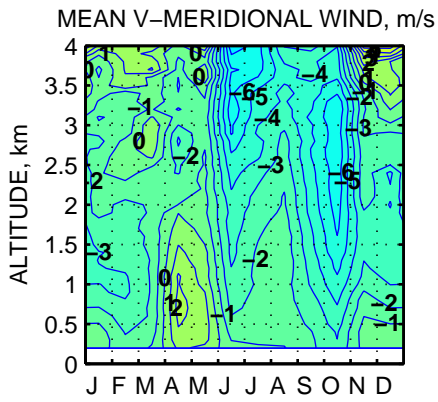 MEAN V−MERIDIONAL WIND, m/s
4
3.5
3
2.5
2
1.5
1
0.5
0
ALTITUDE, km
J F M A M J J A S O N D
0 −1 0 0 −4
−6 −5 −4 −2
−1 0 −2 −3 −3
−2 −6 −5
−3 −2
0 1 2 −1
−2 −1